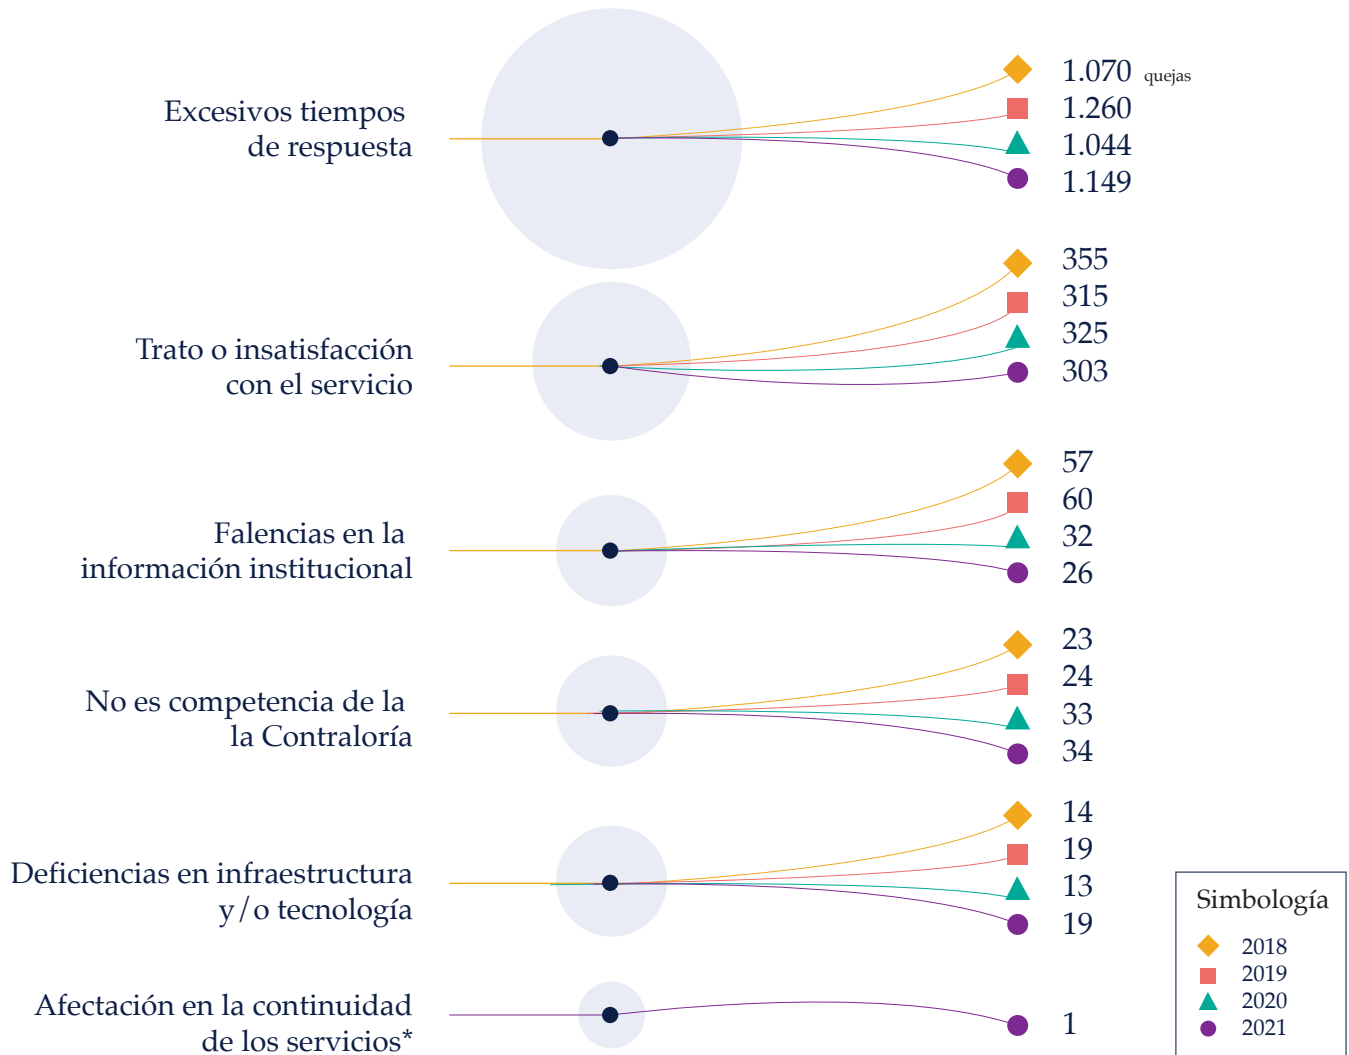 Excesivos tiempos
de respuesta
1.070 quejas
1.260
1.044
1.149
Trato o insatisfacción
con el servicio
355
315
325
303
Falencias en la
información institucional
57
60
32
26
No es competencia de la
la Contraloría
23
24
33
34
Deficiencias en infraestructura
y/o tecnología
14
19
13
19
Afectación en la continuidad
de los servicios*
1
Simbología
2018
2019
2020
2021